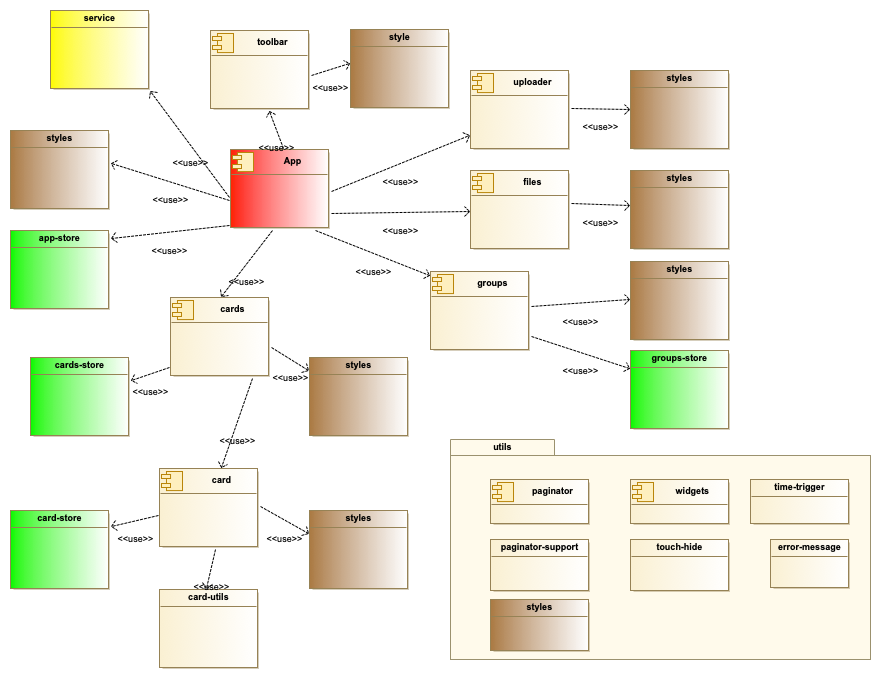 service
toolbar
style
<<use>>
uploader
styles
<<use>>
styles
<<use>>
App
<<use>>
<<use>>
<<use>>
files
styles
<<use>>
<<use>>
app-store
<<use>>
<<use>>
groups
styles
<<use>>
<<use>>
cards
<<use>>
groups-store
<<use>>
cards-store
<<use>>
<<use>>
styles
<<use>>
utils
card
paginator
widgets
time-trigger
card-store
<<use>>
<<use>>
styles
paginator-support
touch-hide
error-message
<<use>>
card-utils
styles